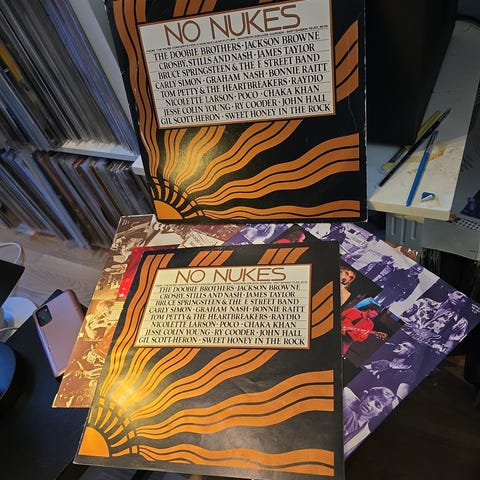 NO NUKES
THE DOOBIE BROTHERS · JACKSON BROWNE
CROSBY, STILLS AND NASH · JAMES TAYLOR
BRUCE SPRINGSTEEN & THE E STREET BAND
CARLY SIMON · GRAHAM NASH · BONNIE RAITT
TOM PETTY & THE HEARTBREAKERS · RAYDIO
NICOLETTE LARSON · POCO · CHAKA KHAN
JESSE COLIN YOUNG · RY COODER · JOHN HALL
GIL SCOTT-HERON · SWEET HONEY IN THE ROCK
NO NUKES
THE DOOBIE BROTHERS · JACKSON BROWNE
CROSBY, STILLS AND NASH · JAMES TAYLOR
BRUCE SPRINGSTEEN & THE E STREET BAND
CARLY SIMON · GRAHAM NASH · BONNIE RAITT
TOM PETTY & THE HEARTBREAKERS · RAYDIO
NICOLETTE LARSON · POCO · CHAKA KHAN
JESSE COLIN YOUNG · RY COODER · JOHN HALL
GIL SCOTT-HERON · SWEET HONEY IN THE ROCK